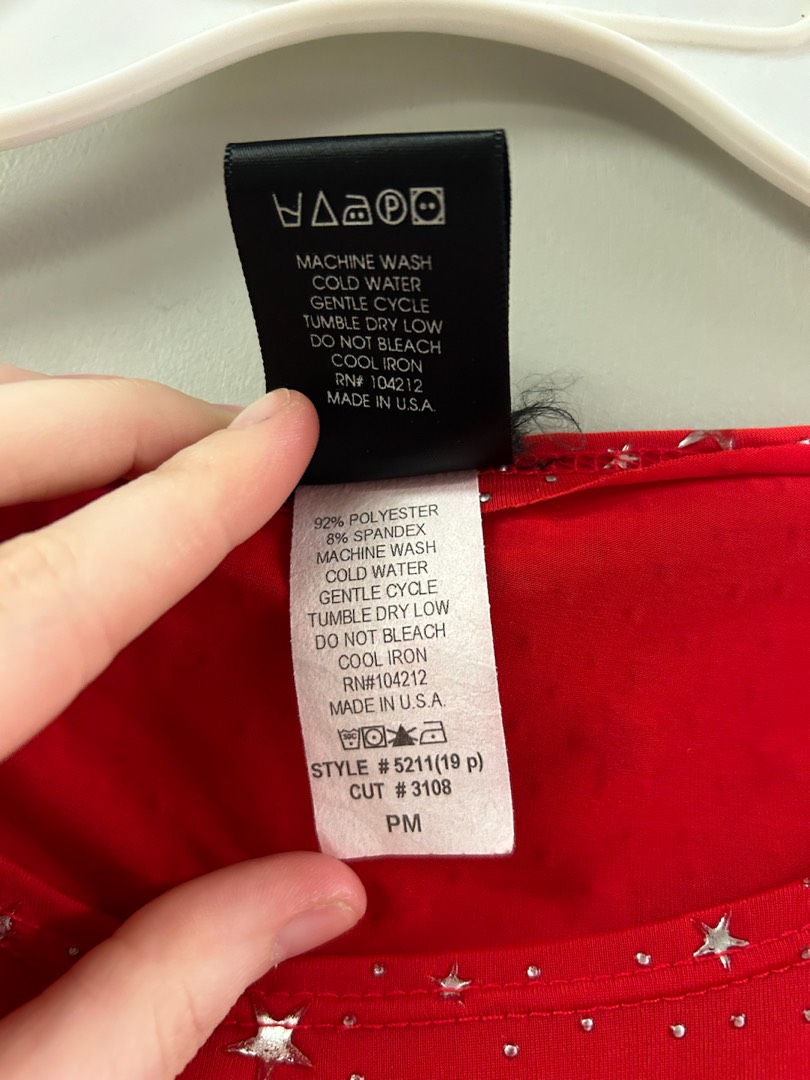 MACHINE WASH
COLD WATER
GENTLE CYCLE
TUMBLE DRY LOW
DO NOT BLEACH
COOL IRON
RN# 104212
MADE IN U.S.A.
92% POLYESTER
8% SPANDEX
MACHINE WASH
COLD WATER
GENTLE CYCLE
TUMBLE DRY LOW
DO NOT BLEACH
COOL IRON
RN#104212
MADE IN U.S.A.
STYLE # 5211(19 p)
CUT # 3108
PM